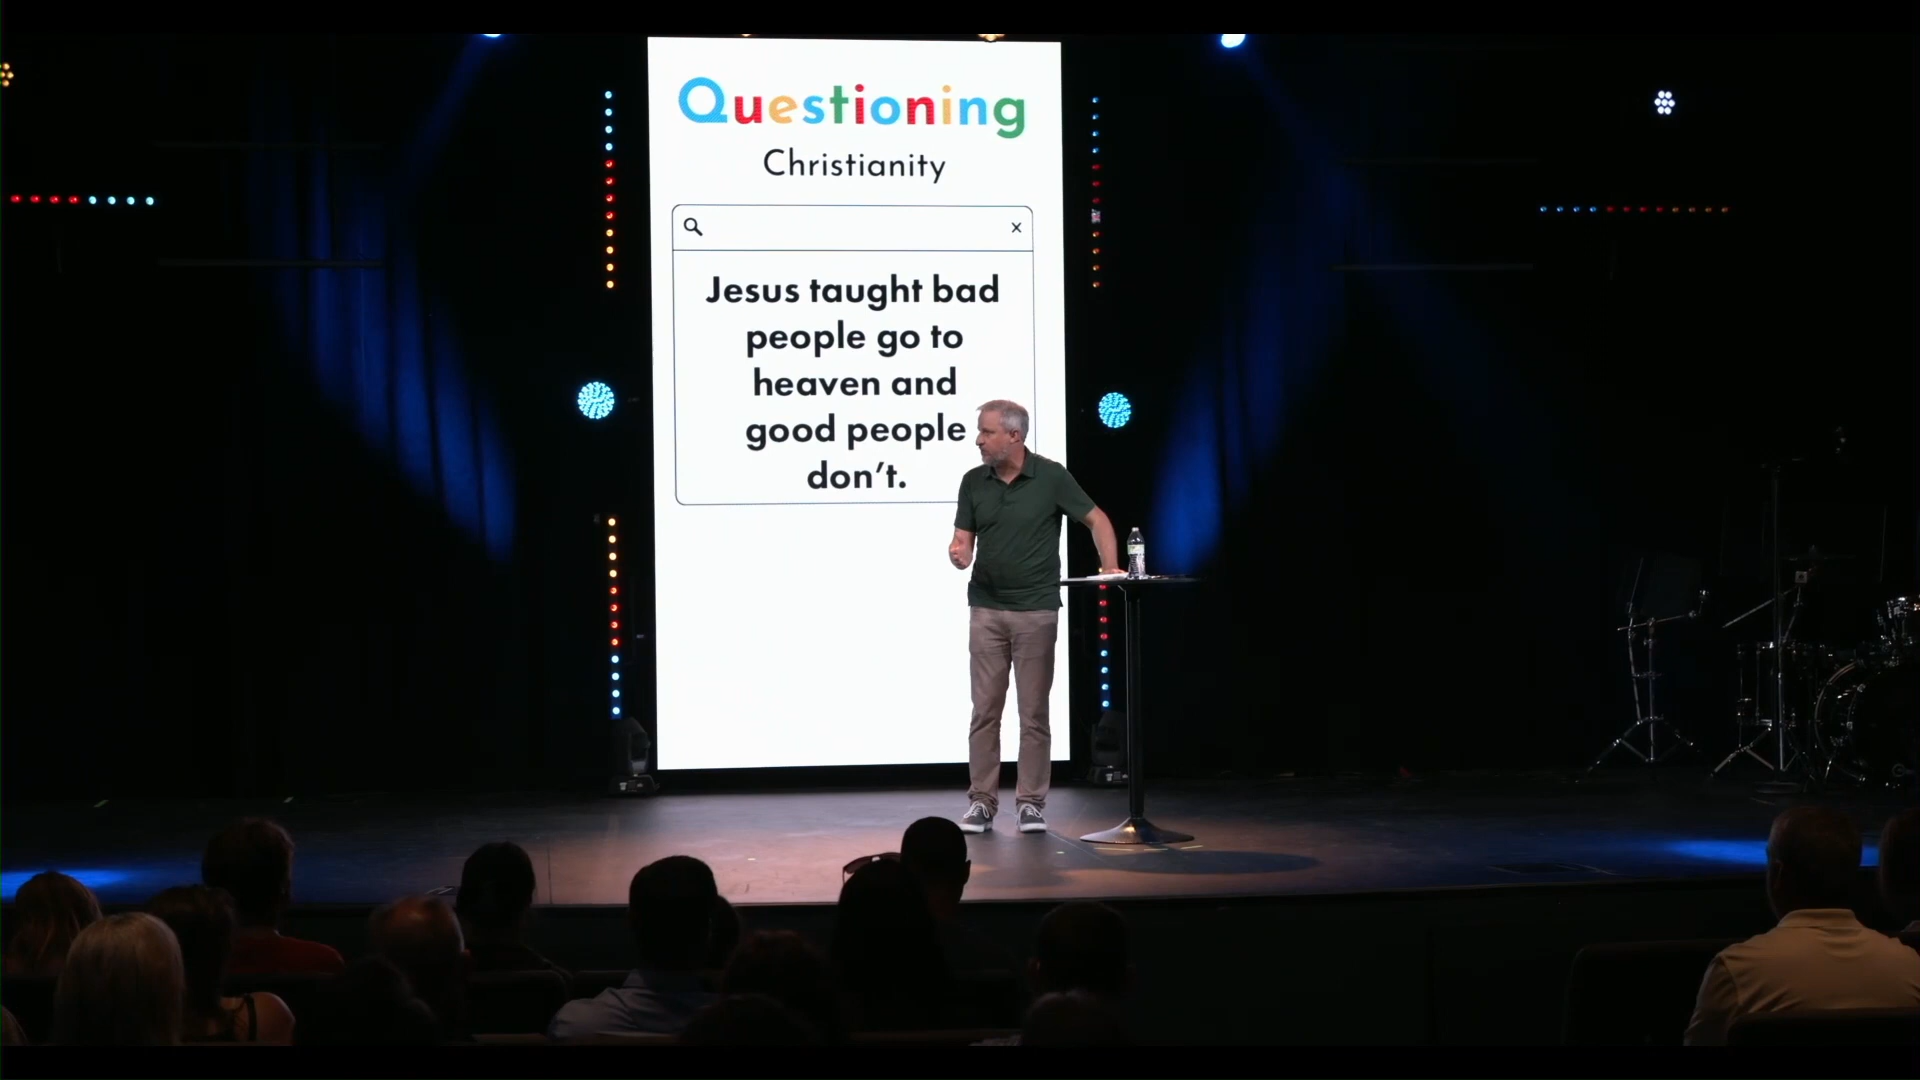 Questioning
Christianity
Jesus taught bad
people go to
heaven and
good people
don't.